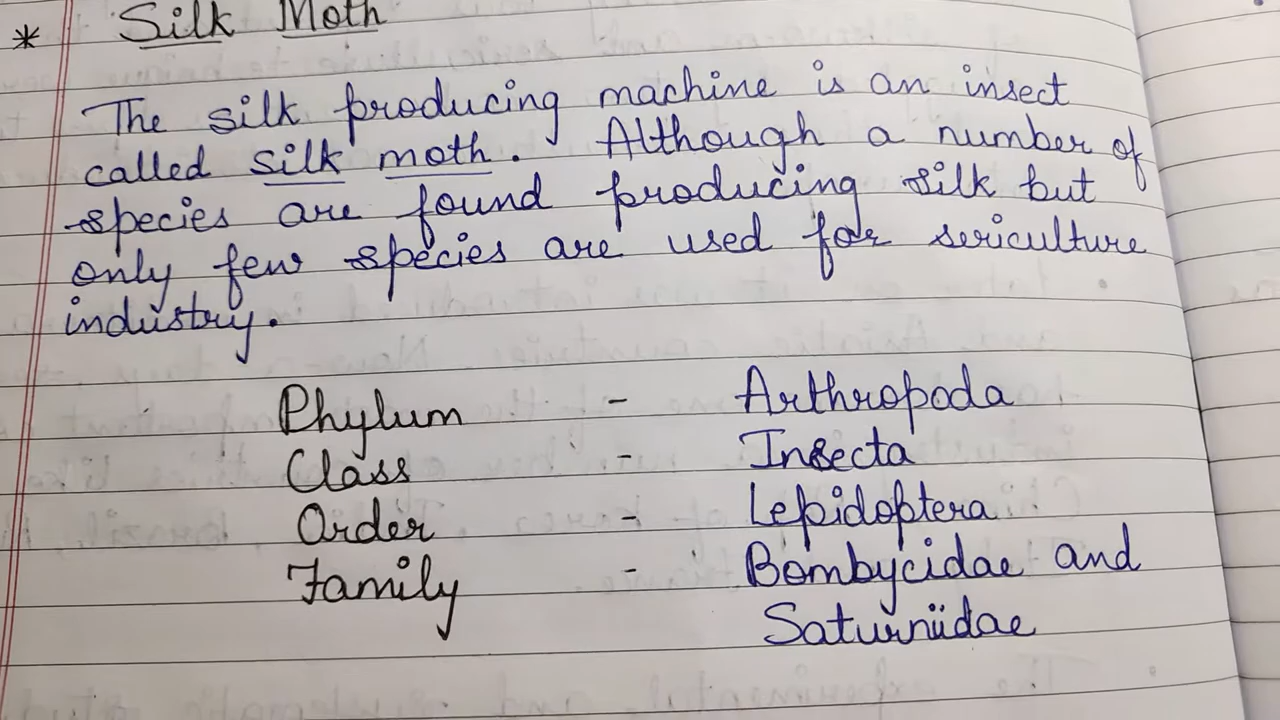 * Silk Moth
The silk producing machine is an insect
called silk moth. Although a number of
species are found producing silk but
only few species are used for sericulture
industry.
Phylum - Arthropoda
Class - Insecta
Order - Lepidoptera
Family - Bombycidae and
Saturniidae